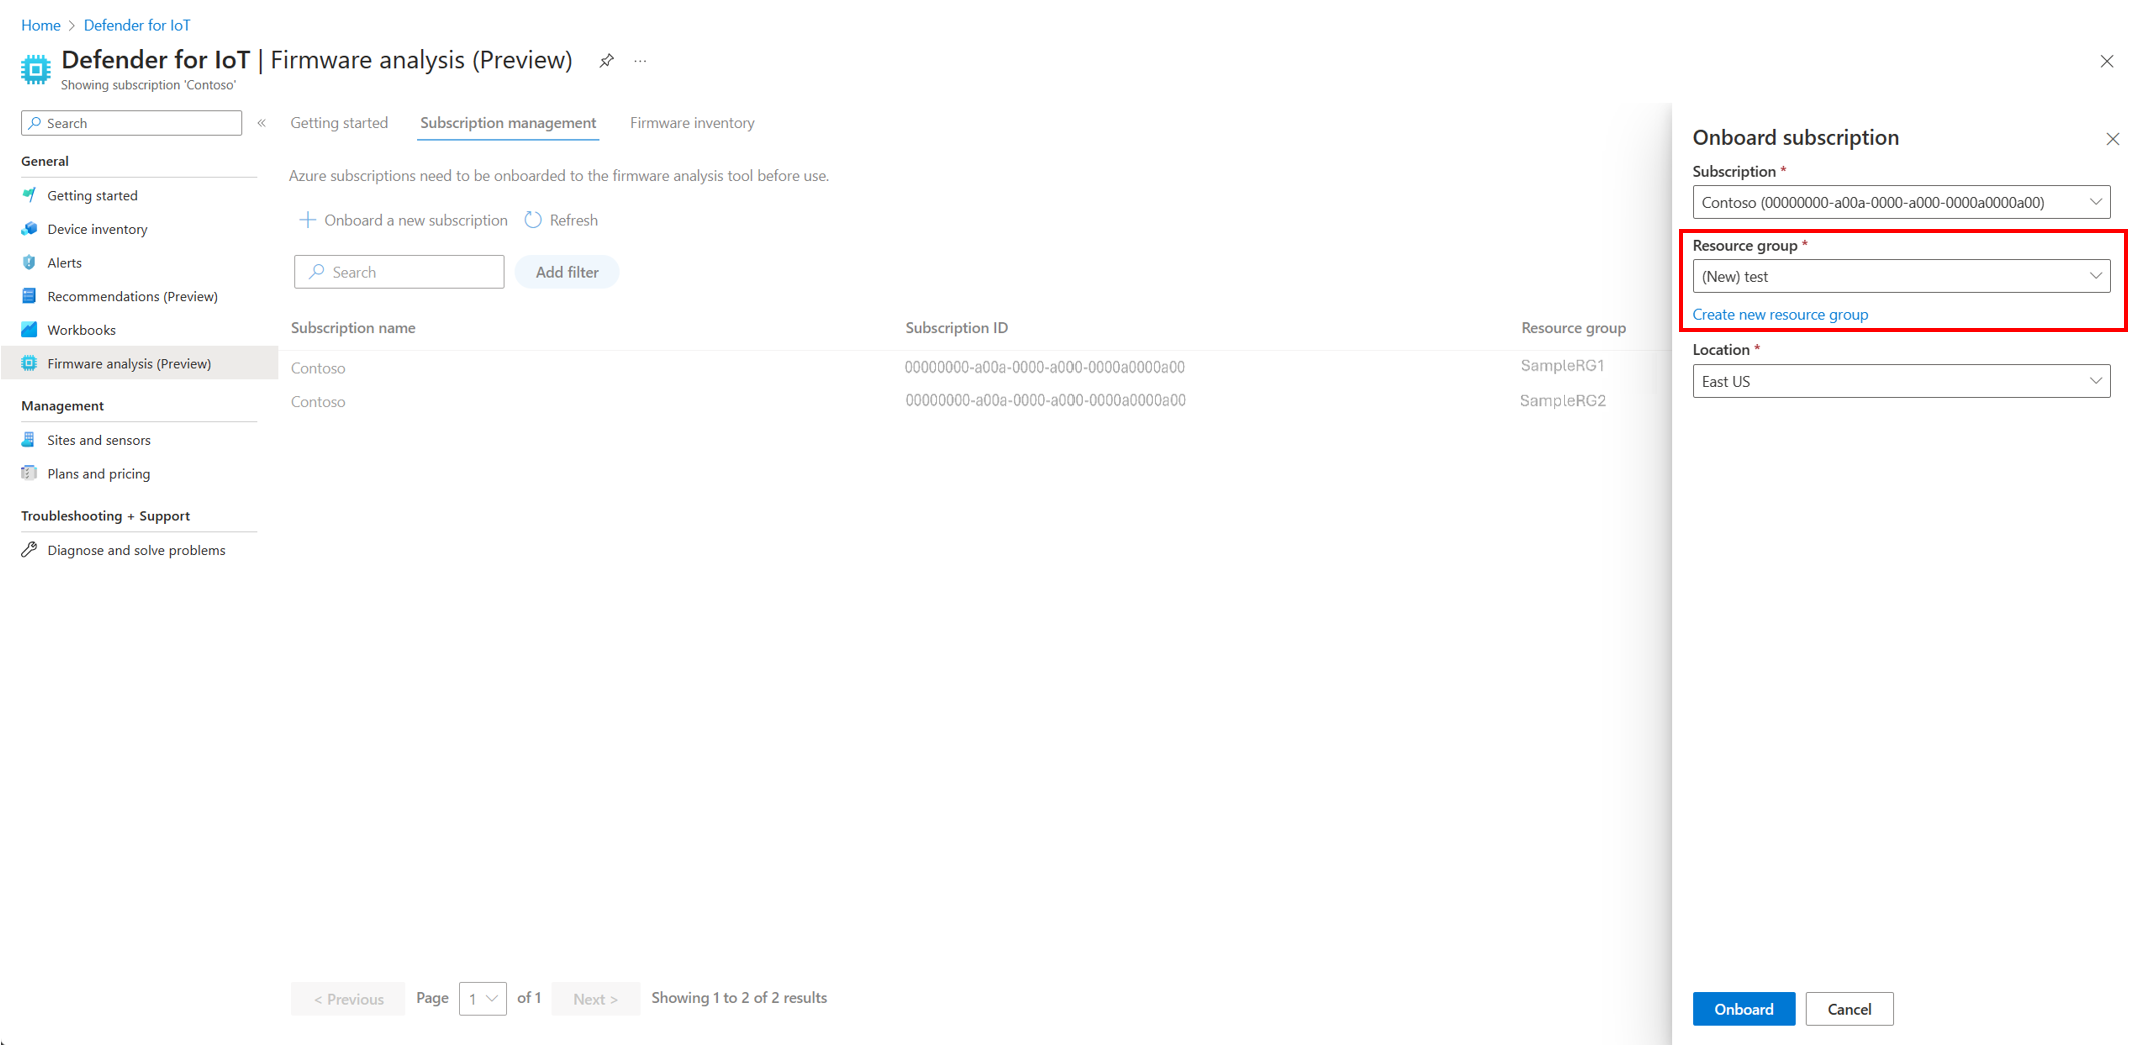 Home > Defender for IoT
Defender for IoT | Firmware analysis (Preview) ...
Showing subscription 'Contoso'
Search «
General
Getting started
Device inventory
Alerts
Recommendations (Preview)
Workbooks
Firmware analysis (Preview)
Management
Sites and sensors
Plans and pricing
Troubleshooting + Support
Diagnose and solve problems
Getting started Subscription management Firmware inventory
Azure subscriptions need to be onboarded to the firmware analysis tool before use.
Onboard a new subscription Refresh
Search Add filter
Subscription name Subscription ID Resource group
Contoso 00000000-a00a-0000-a000-0000a0000a00 SampleRG1
Contoso 00000000-a00a-0000-a000-0000a0000a00 SampleRG2
< Previous Page 1 of 1 Next > Showing 1 to 2 of 2 results
Onboard subscription
Subscription *
Contoso (00000000-a00a-0000-a000-0000a0000a00)
Resource group *
(New) test
Create new resource group
Location *
East US
Onboard Cancel